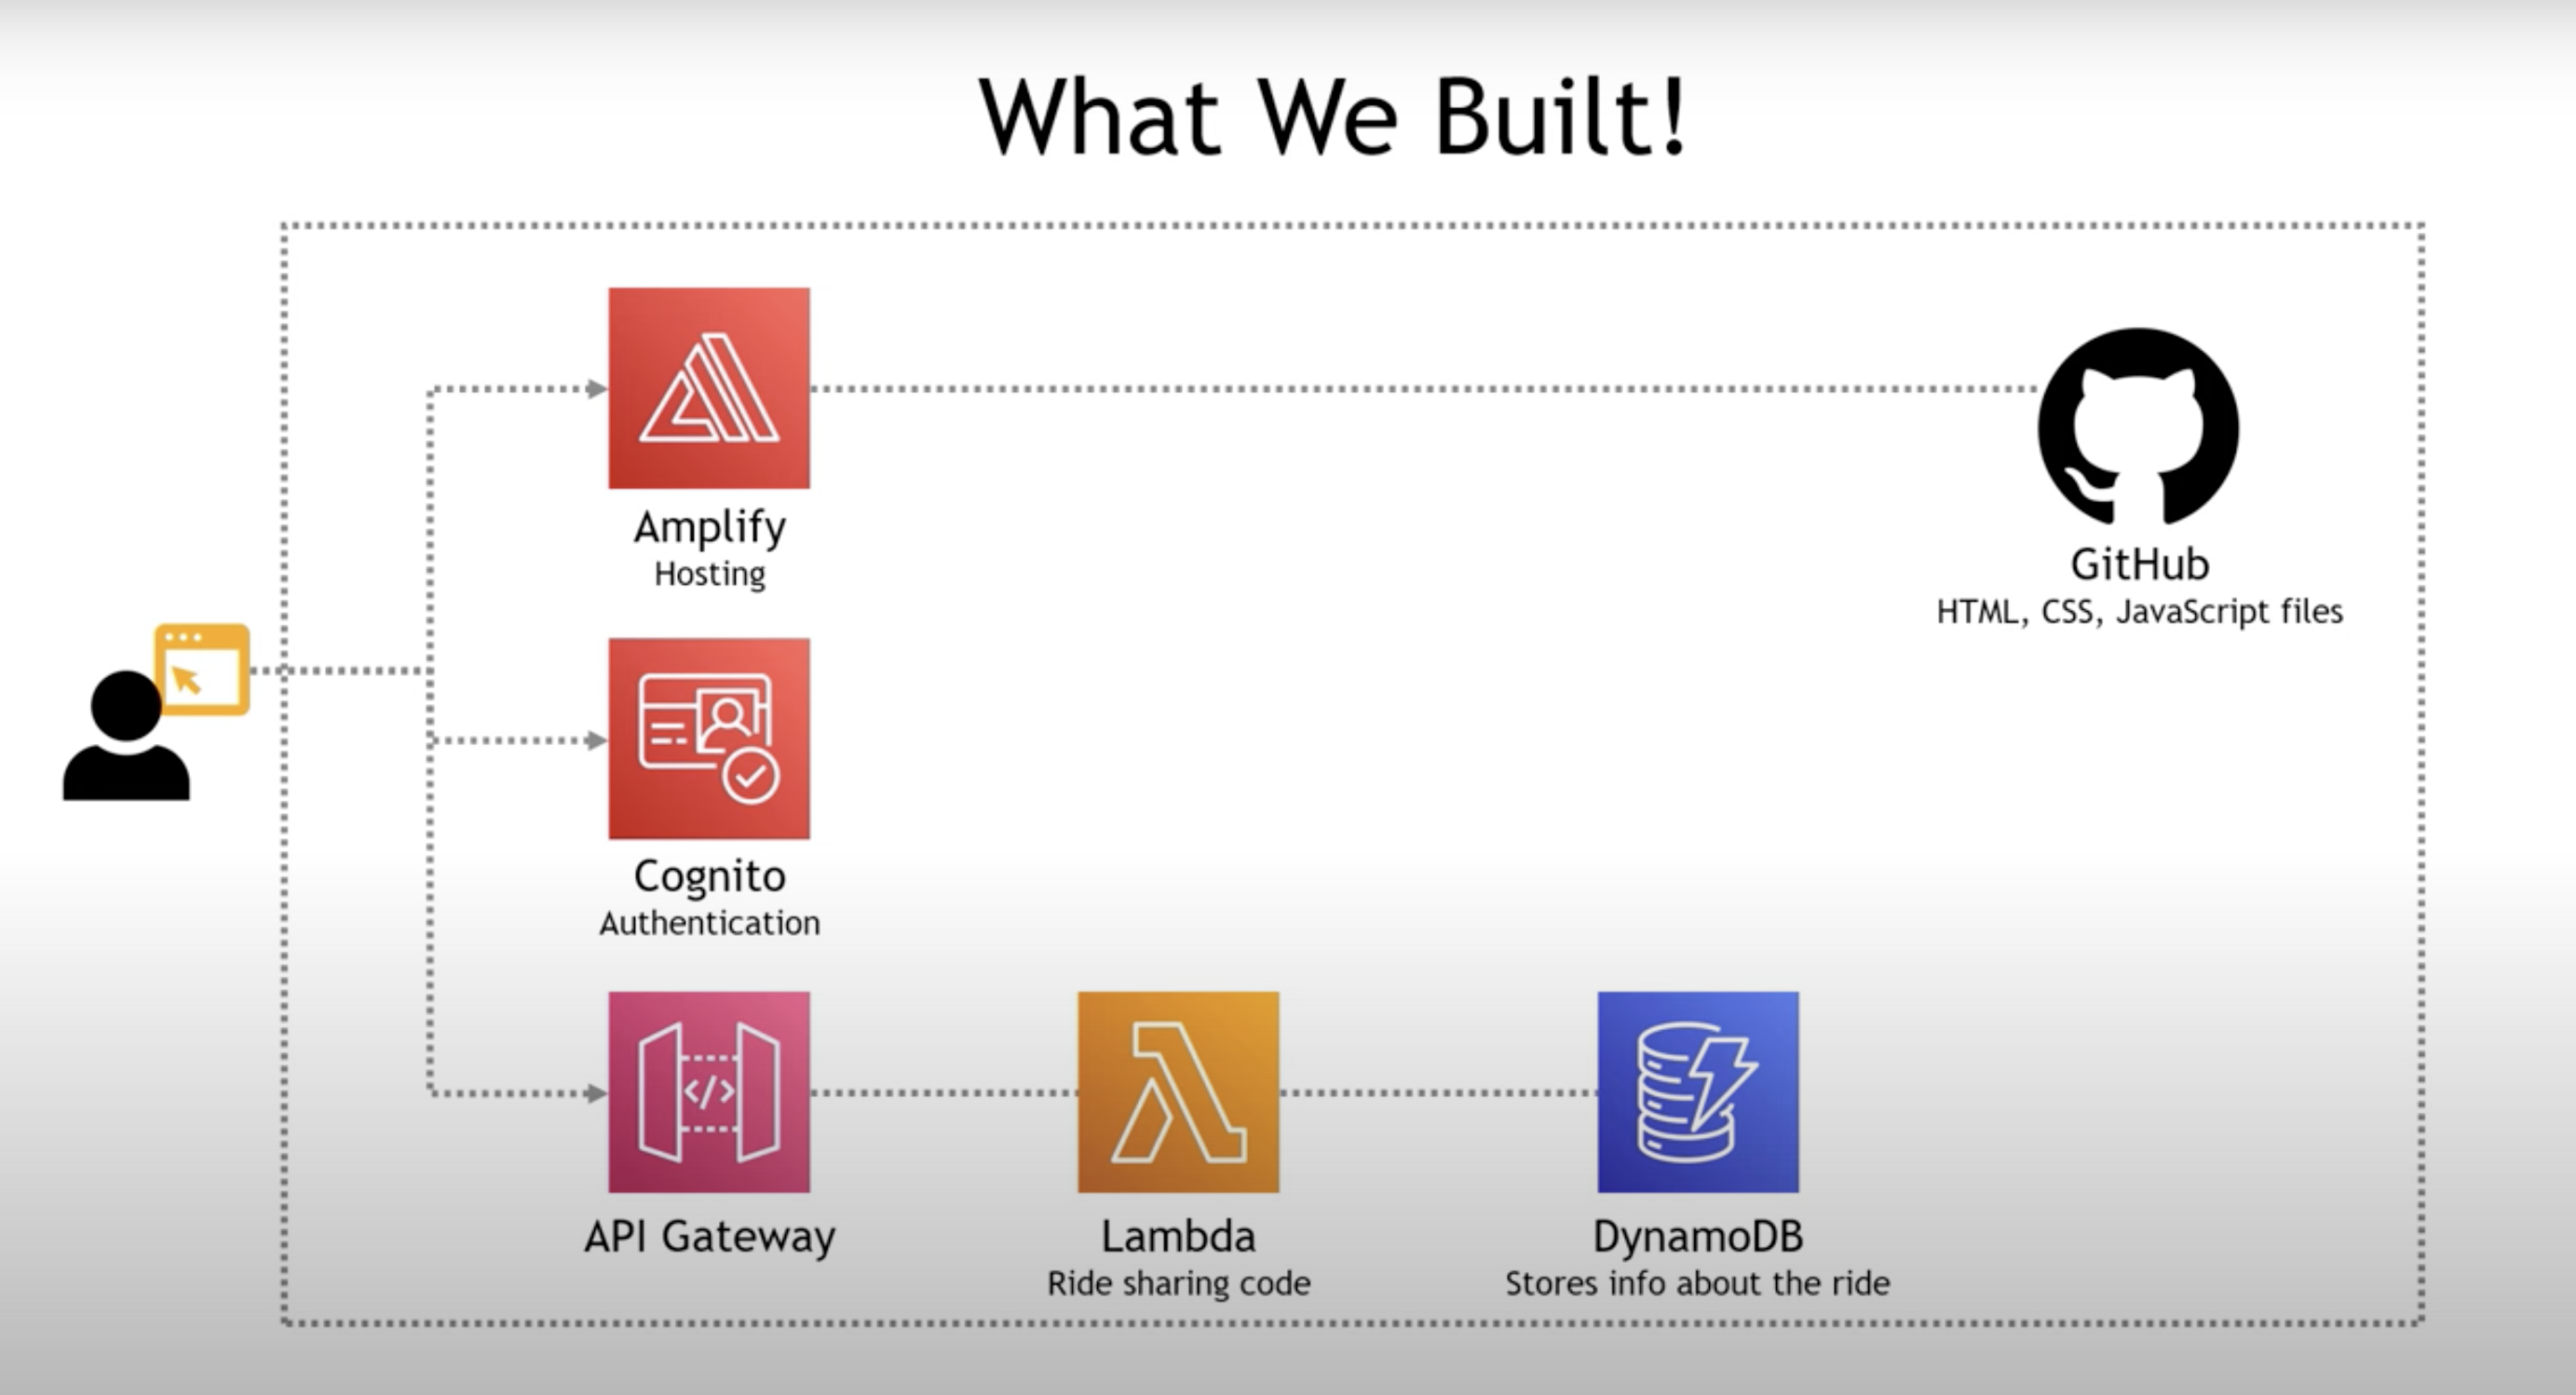 What We Built!
Amplify
Hosting
GitHub
HTML, CSS, JavaScript files
Cognito
Authentication
</>
API Gateway
Lambda
Ride sharing code
DynamoDB
Stores info about the ride